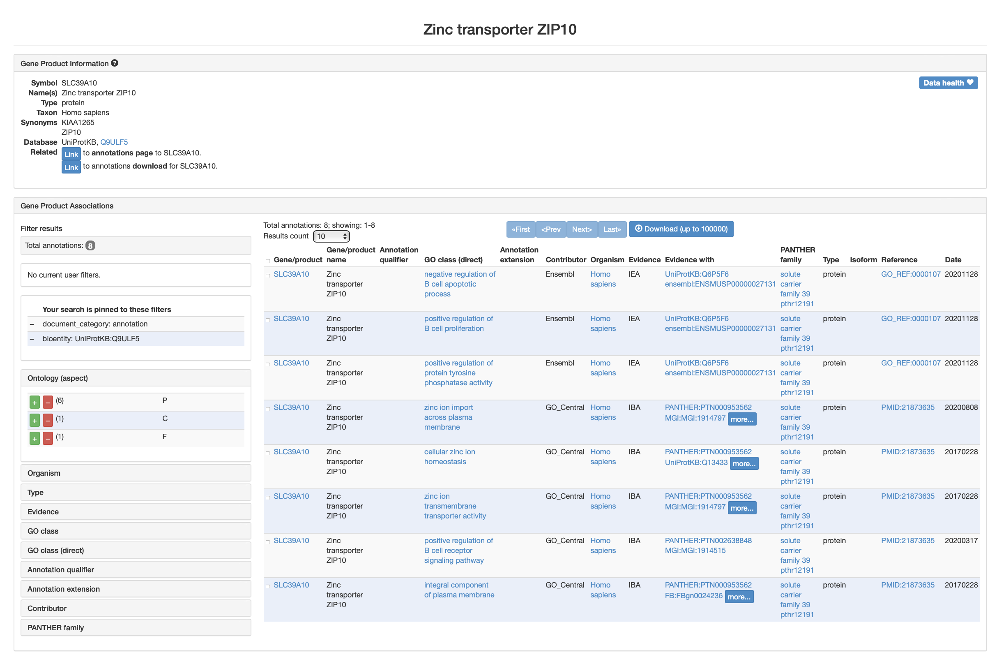 Zinc transporter ZIP10
Gene Product Information ?
Data health
Symbol SLC39A10
Name(s) Zinc transporter ZIP10
Type protein
Taxon Homo sapiens
Synonyms KIAA1265
ZIP10
Database UniProtKB, Q9ULF5
Related Link to annotations page to SLC39A10.
Link to annotations download for SLC39A10.
Gene Product Associations
Filter results
Total annotations: 8
No current user filters.
Your search is pinned to these filters
– document_category: annotation
– bioentity: UniProtKB:Q9ULF5
Ontology (aspect)
+ – (6) P
+ – (1) C
+ – (1) F
Organism
Type
Evidence
GO class
GO class (direct)
Annotation qualifier
Annotation extension
Contributor
PANTHER family
Total annotations: 8; showing: 1-8
Results count 10
«First <Prev Next> Last» Download (up to 100000)
Gene/product Annotation Annotation PANTHER
Gene/product name qualifier GO class (direct) extension Contributor Organism Evidence Evidence with family Type Isoform Reference Date
SLC39A10 Zinc negative regulation of Ensembl Homo IEA UniProtKB:Q6P5F6 solute protein GO_REF:0000107 20201128
transporter B cell apoptotic sapiens ensembl:ENSMUSP00000027131 carrier
ZIP10 process family 39
pthr12191
SLC39A10 Zinc positive regulation of Ensembl Homo IEA UniProtKB:Q6P5F6 solute protein GO_REF:0000107 20201128
transporter B cell proliferation sapiens ensembl:ENSMUSP00000027131 carrier
ZIP10 family 39
pthr12191
SLC39A10 Zinc positive regulation of Ensembl Homo IEA UniProtKB:Q6P5F6 solute protein GO_REF:0000107 20201128
transporter protein tyrosine sapiens ensembl:ENSMUSP00000027131 carrier
ZIP10 phosphatase activity family 39
pthr12191
SLC39A10 Zinc zinc ion import GO_Central Homo IBA PANTHER:PTN000953562 solute protein PMID:21873635 20200808
transporter across plasma sapiens MGI:MGI:1914797 more... carrier
ZIP10 membrane family 39
pthr12191
SLC39A10 Zinc cellular zinc ion GO_Central Homo IBA PANTHER:PTN000953562 solute protein PMID:21873635 20170228
transporter homeostasis sapiens UniProtKB:Q13433 more... carrier
ZIP10 family 39
pthr12191
SLC39A10 Zinc zinc ion GO_Central Homo IBA PANTHER:PTN000953562 solute protein PMID:21873635 20170228
transporter transmembrane sapiens MGI:MGI:1914797 more... carrier
ZIP10 transporter activity family 39
pthr12191
SLC39A10 Zinc positive regulation of GO_Central Homo IBA PANTHER:PTN002638848 solute protein PMID:21873635 20200317
transporter B cell receptor sapiens MGI:MGI:1914515 carrier
ZIP10 signaling pathway family 39
pthr12191
SLC39A10 Zinc integral component GO_Central Homo IBA PANTHER:PTN000953562 solute protein PMID:21873635 20170228
transporter of plasma membrane sapiens FB:FBgn0024236 more... carrier
ZIP10 family 39
pthr12191